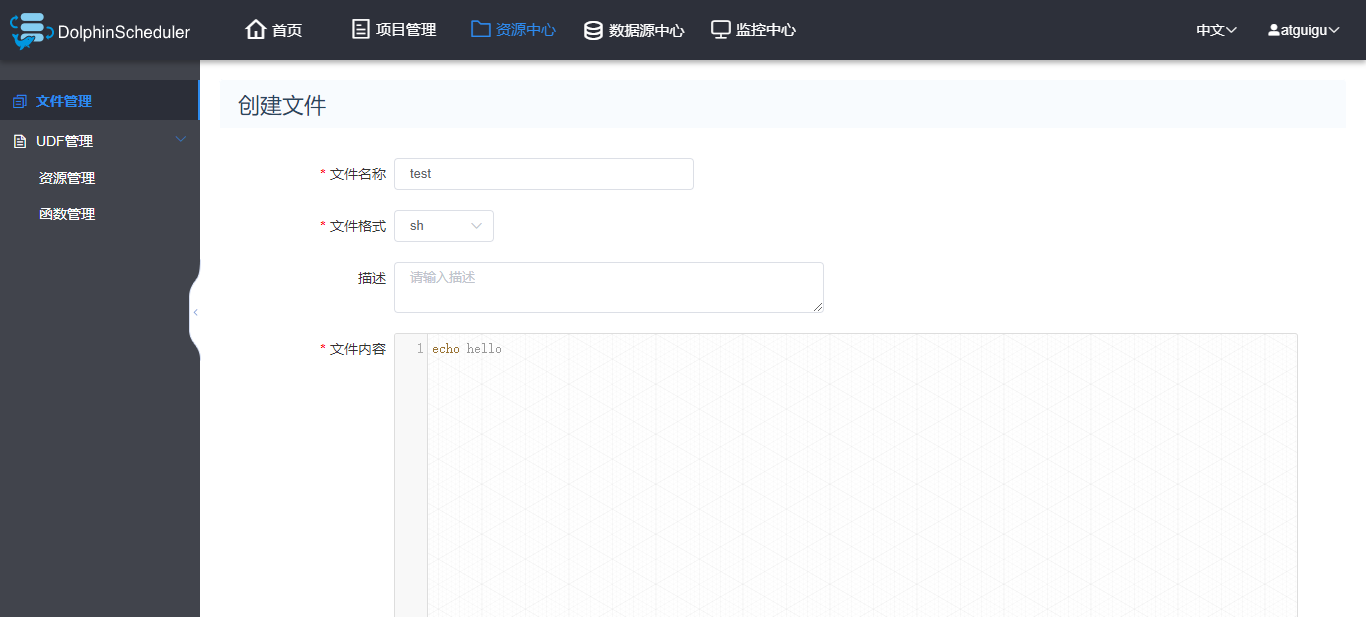 DolphinScheduler 首页 项目管理 资源中心 数据源中心 监控中心 中文 atguigu
文件管理
UDF管理
资源管理
函数管理
创建文件
* 文件名称 test
* 文件格式 sh
描述 请输入描述
* 文件内容 1 echo hello